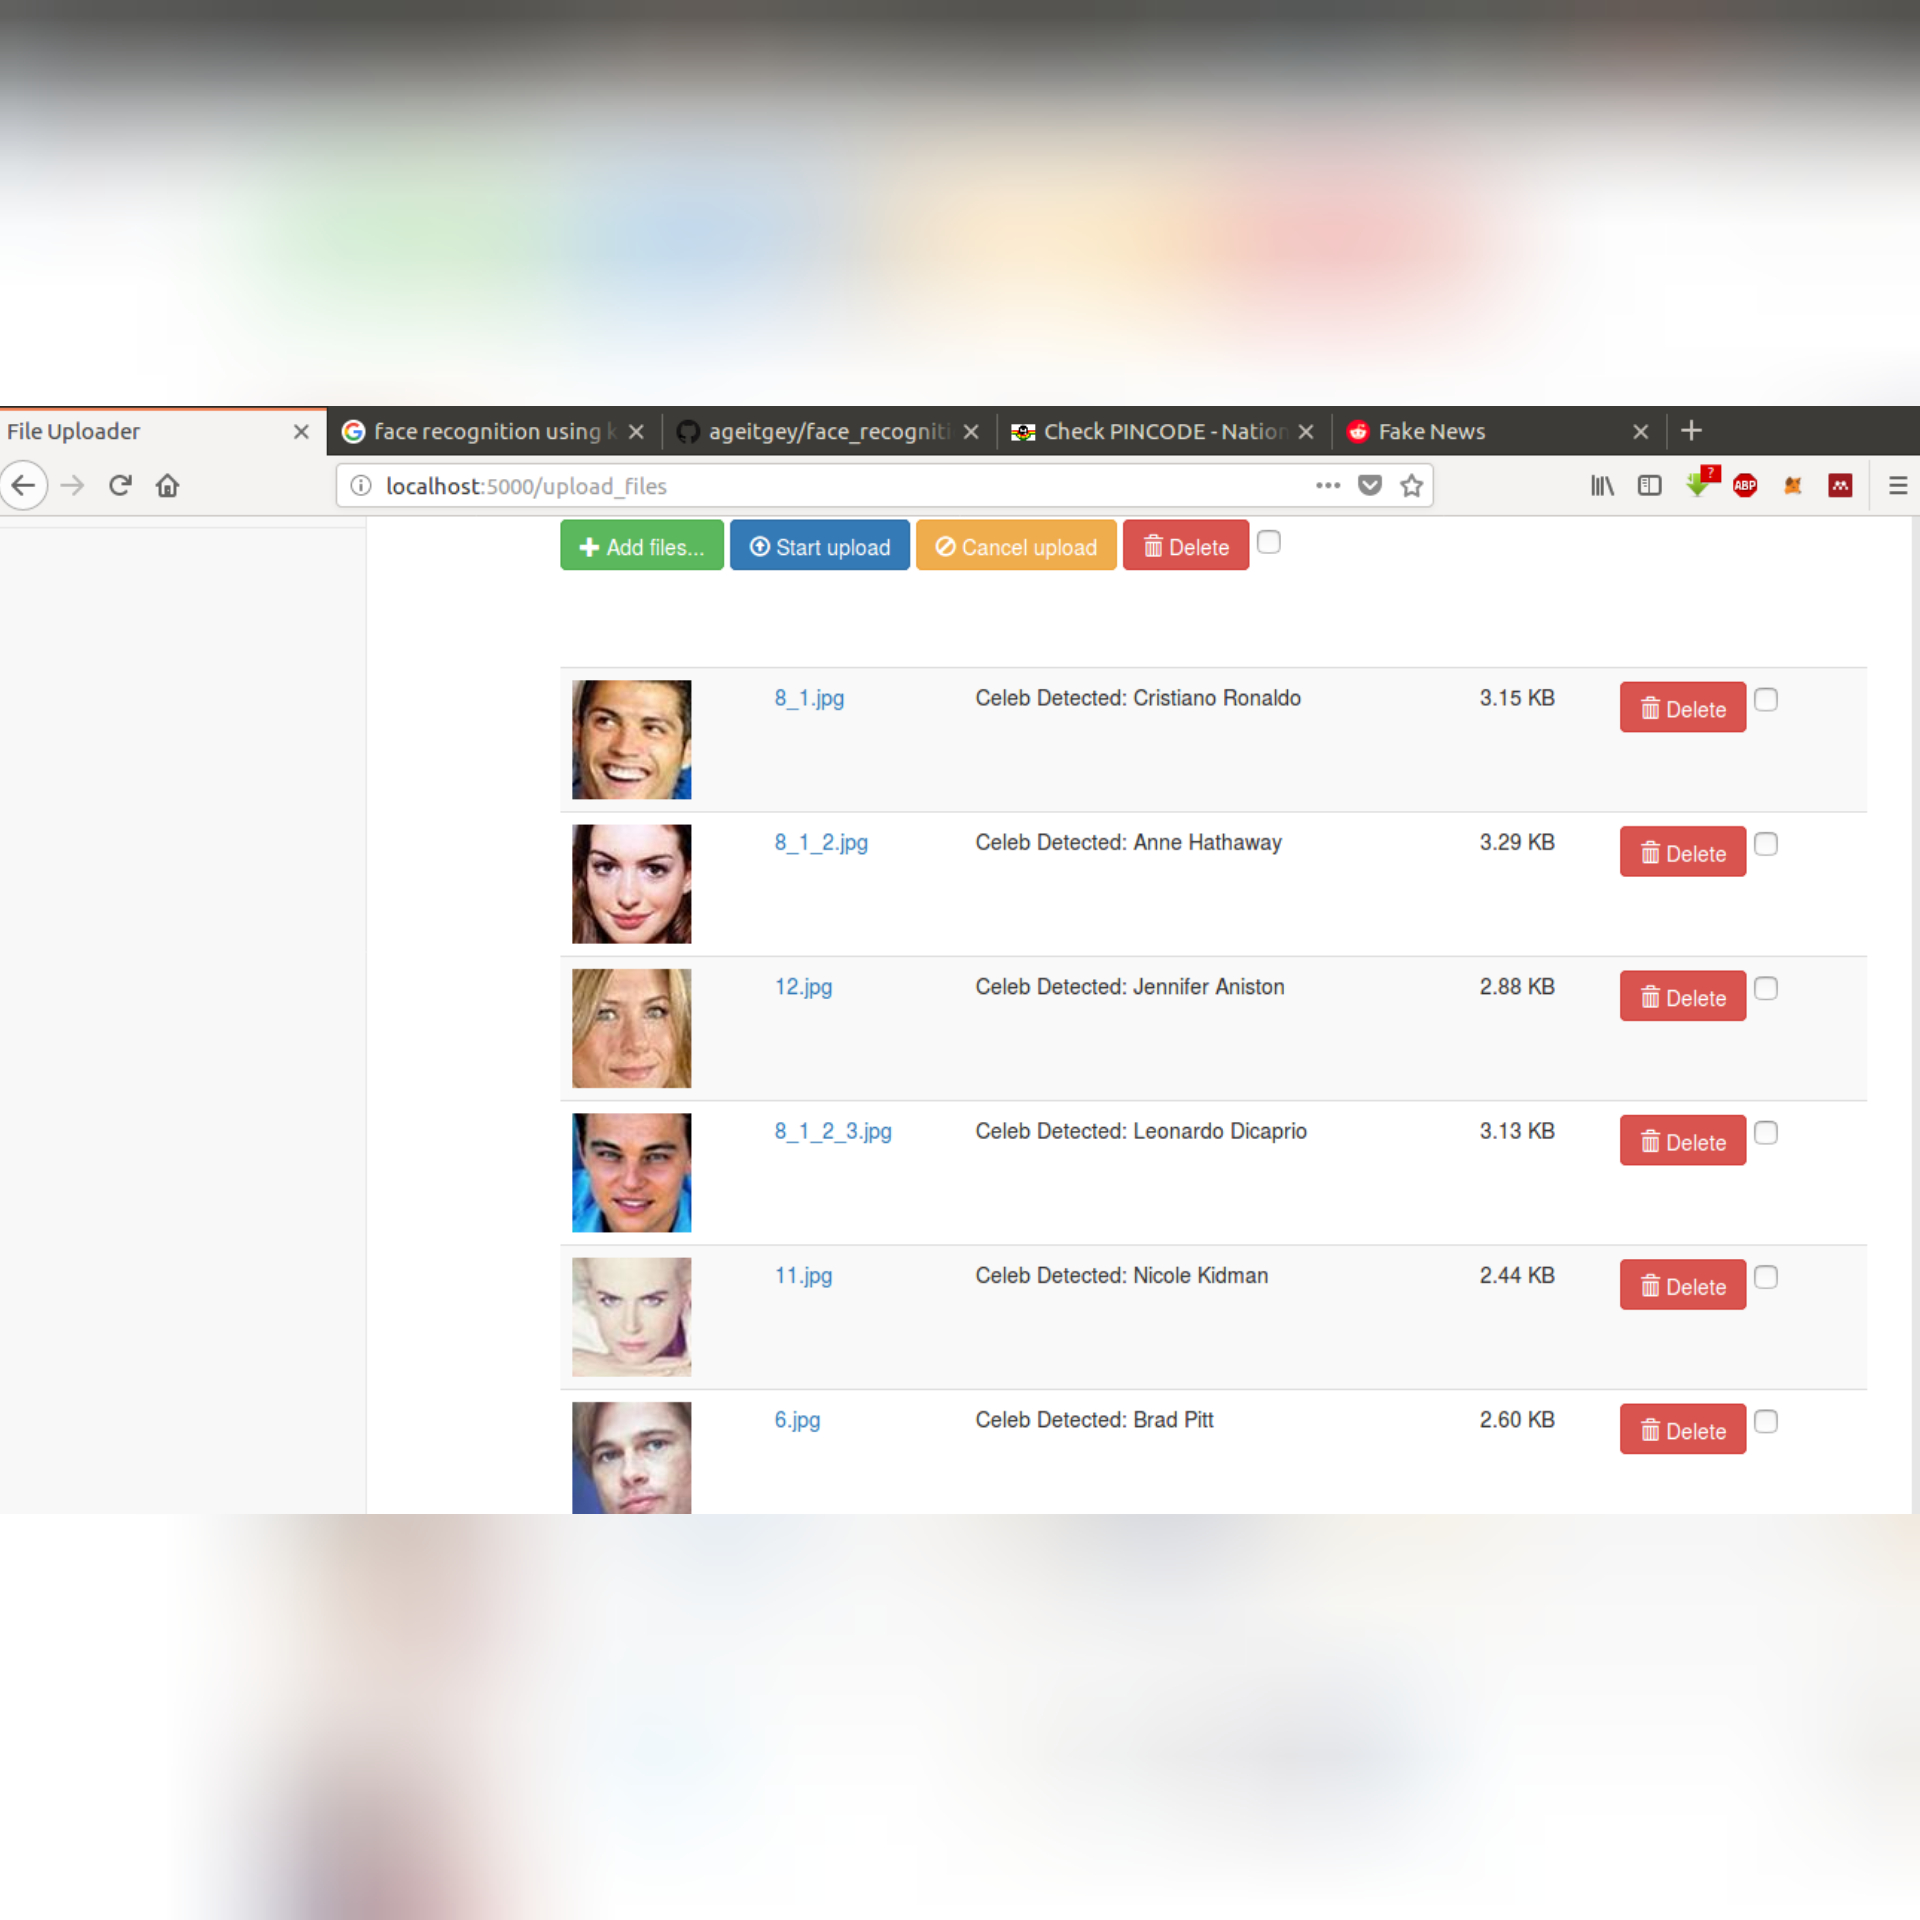 File Uploader
face recognition using k
ageitgey/face_recogniti
Check PINCODE - Nation
Fake News
localhost:5000/upload_files
?
ABP
Add files...
Start upload
Cancel upload
Delete
8_1.jpg Celeb Detected: Cristiano Ronaldo 3.15 KB Delete
8_1_2.jpg Celeb Detected: Anne Hathaway 3.29 KB Delete
12.jpg Celeb Detected: Jennifer Aniston 2.88 KB Delete
8_1_2_3.jpg Celeb Detected: Leonardo Dicaprio 3.13 KB Delete
11.jpg Celeb Detected: Nicole Kidman 2.44 KB Delete
6.jpg Celeb Detected: Brad Pitt 2.60 KB Delete